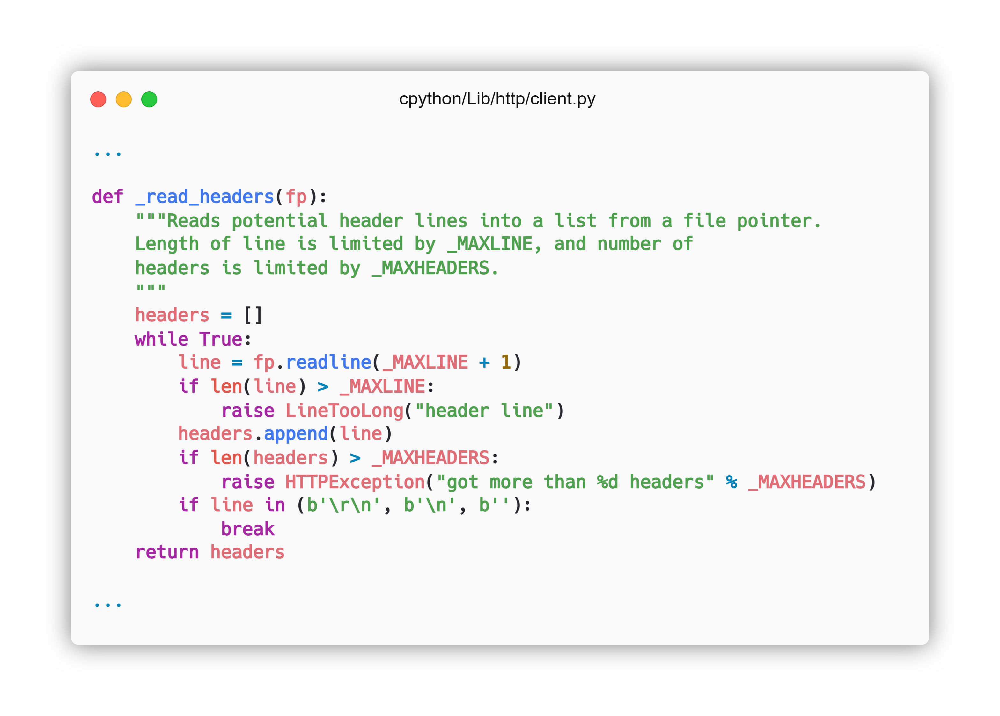 cpython/Lib/http/client.py
...
def _read_headers(fp):
    """Reads potential header lines into a list from a file pointer.
    Length of line is limited by _MAXLINE, and number of
    headers is limited by _MAXHEADERS.
    """
    headers = []
    while True:
        line = fp.readline(_MAXLINE + 1)
        if len(line) > _MAXLINE:
            raise LineTooLong("header line")
        headers.append(line)
        if len(headers) > _MAXHEADERS:
            raise HTTPException("got more than %d headers" % _MAXHEADERS)
        if line in (b'\r\n', b'\n', b''):
            break
    return headers
...